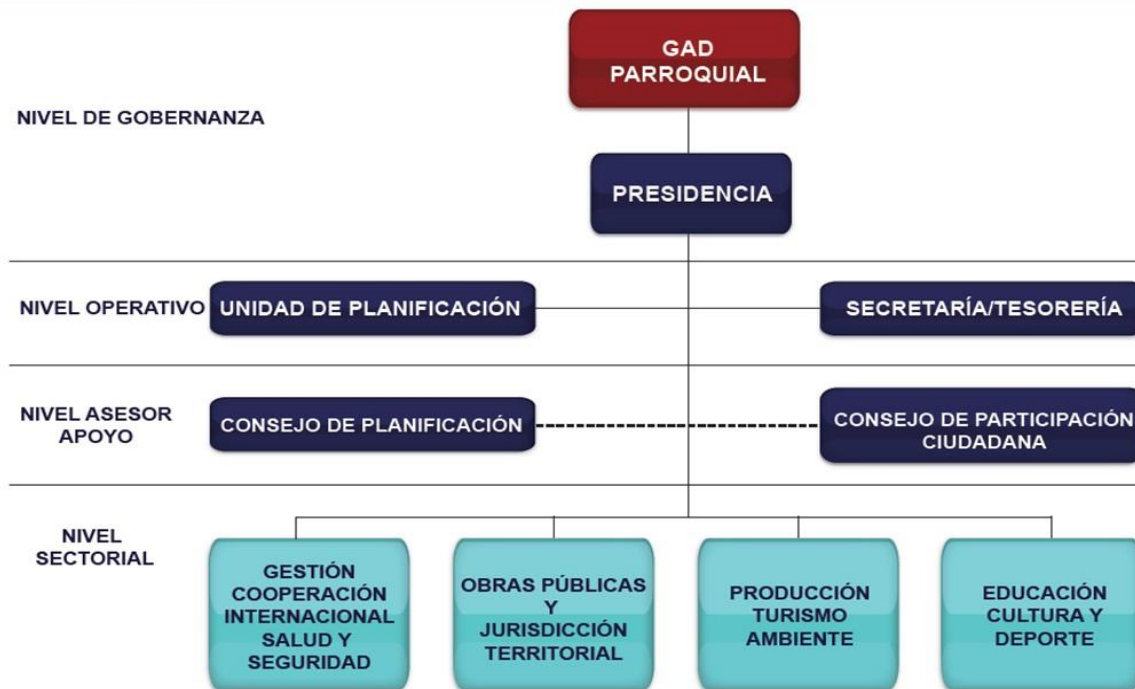 GAD
PARROQUIAL
NIVEL DE GOBERNANZA
PRESIDENCIA
NIVEL OPERATIVO
UNIDAD DE PLANIFICACIÓN
SECRETARÍA/TESORERÍA
NIVEL ASESOR
APOYO
CONSEJO DE PLANIFICACIÓN
CONSEJO DE PARTICIPACIÓN
CIUDADANA
NIVEL
SECTORIAL
GESTIÓN
COOPERACIÓN
INTERNACIONAL
SALUD Y
SEGURIDAD
OBRAS PÚBLICAS
Y
JURISDICCIÓN
TERRITORIAL
PRODUCCIÓN
TURISMO
AMBIENTE
EDUCACIÓN
CULTURA Y
DEPORTE